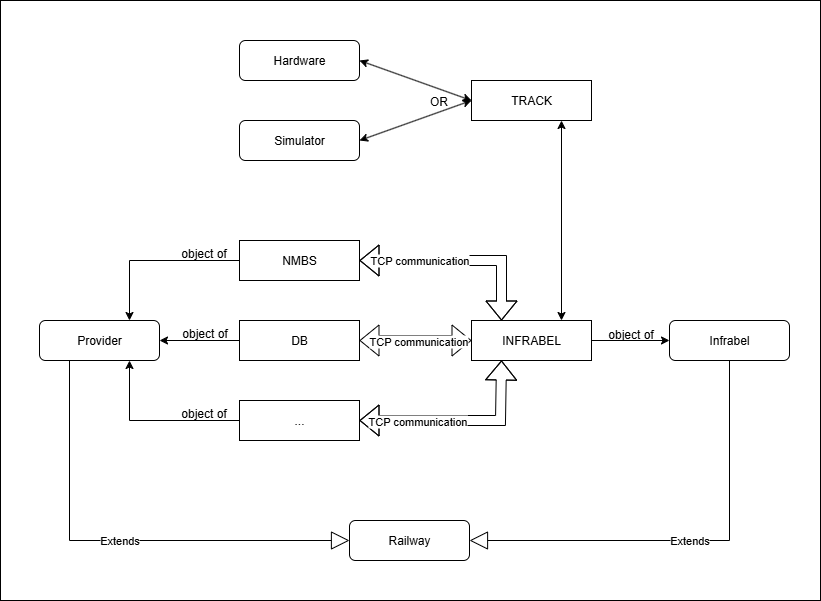 Hardware
OR
TRACK
Simulator
object of
NMBS
TCP communication
Provider
object of
DB
TCP communication
INFRABEL
object of
Infrabel
object of
...
TCP communication
Extends
Railway
Extends